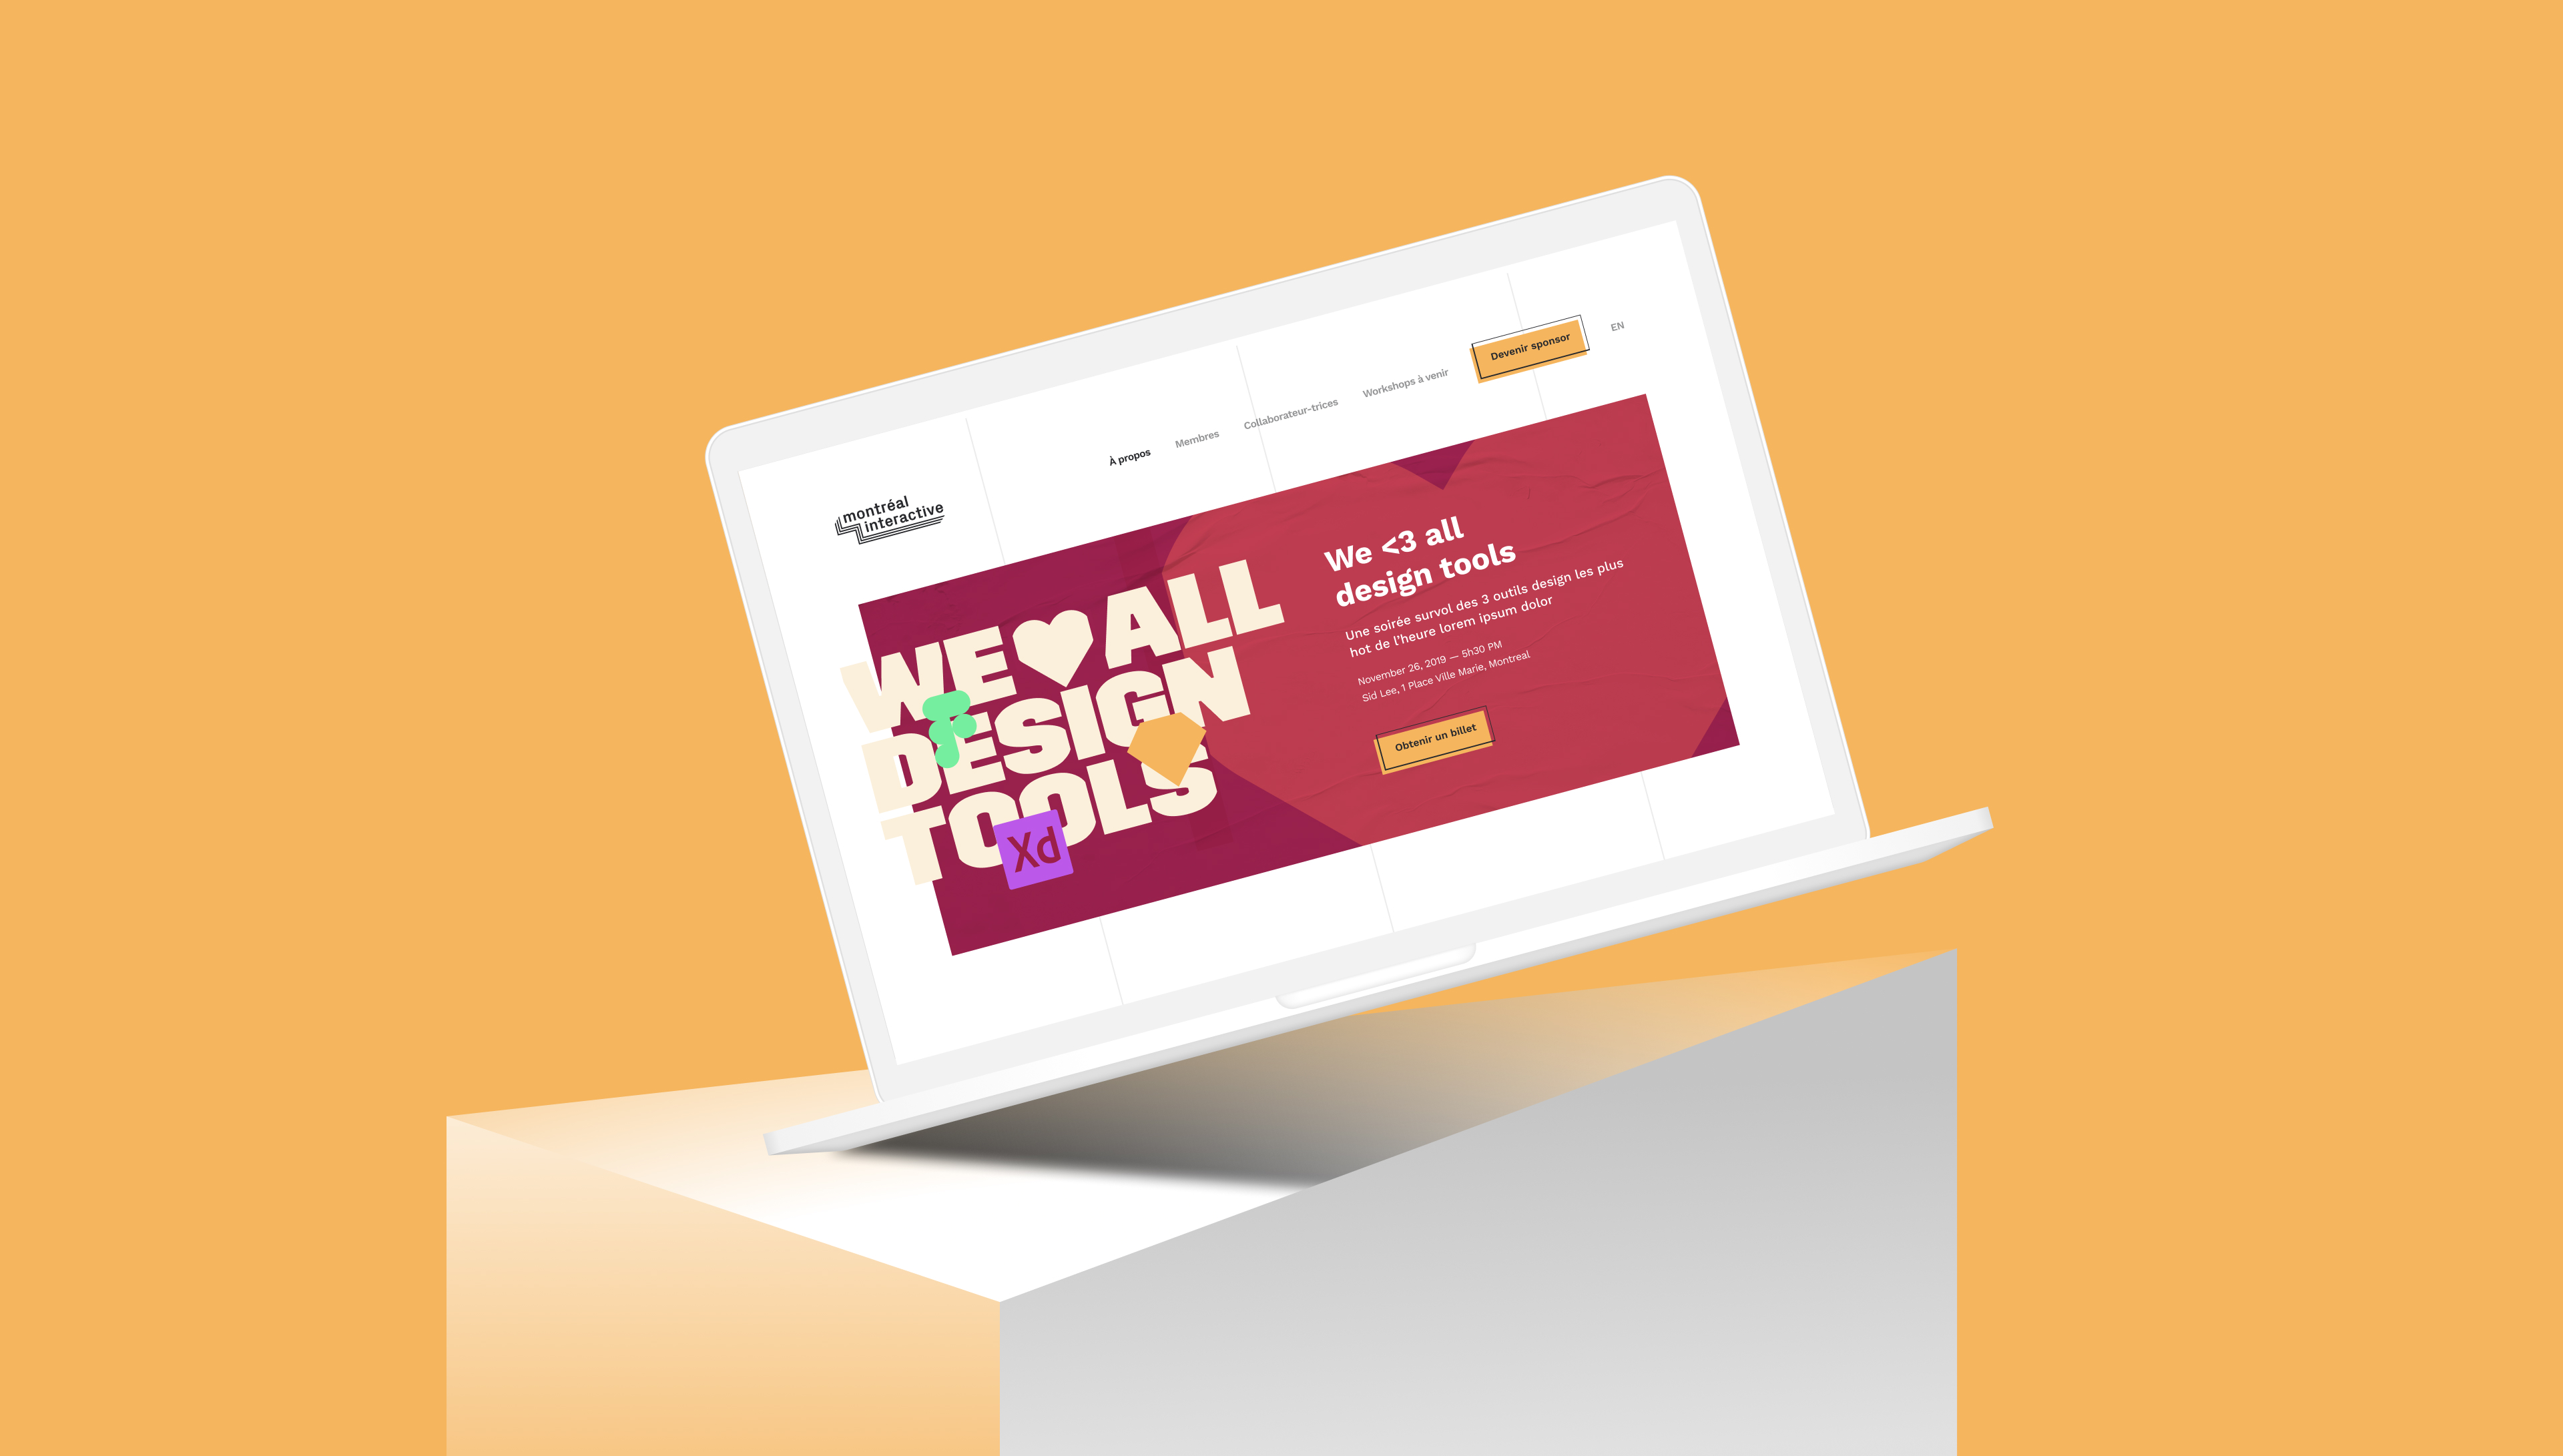 montréal
interactive
À propos
Membres
Collaborateur-trices
Workshops à venir
Devenir sponsor
EN
WE ALL
DESIGN
TOOLS
Xd
We <3 all
design tools
Une soirée survol des 3 outils design les plus
hot de l'heure lorem ipsum dolor
November 26, 2019 — 5h30 PM
Sid Lee, 1 Place Ville Marie, Montreal
Obtenir un billet